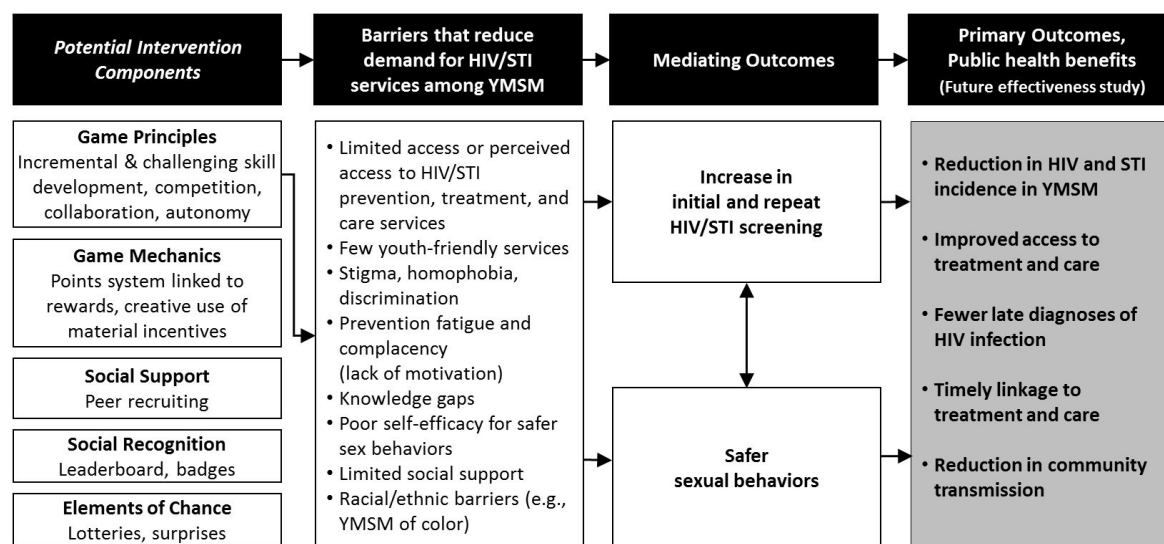 Potential Intervention
Components
Barriers that reduce
demand for HIV/STI
services among YMSM
Mediating Outcomes
Primary Outcomes,
Public health benefits
(Future effectiveness study)
Game Principles
Incremental & challenging skill
development, competition,
collaboration, autonomy
Game Mechanics
Points system linked to
rewards, creative use of
material incentives
Social Support
Peer recruiting
Social Recognition
Leaderboard, badges
Elements of Chance
Lotteries, surprises
• Limited access or perceived
access to HIV/STI
prevention, treatment, and
care services
• Few youth-friendly services
• Stigma, homophobia,
discrimination
• Prevention fatigue and
complacency
(lack of motivation)
• Knowledge gaps
• Poor self-efficacy for safer
sex behaviors
• Limited social support
• Racial/ethnic barriers (e.g.,
YMSM of color)
Increase in
initial and repeat
HIV/STI screening
Safer
sexual behaviors
• Reduction in HIV and STI
incidence in YMSM
• Improved access to
treatment and care
• Fewer late diagnoses of
HIV infection
• Timely linkage to
treatment and care
• Reduction in community
transmission